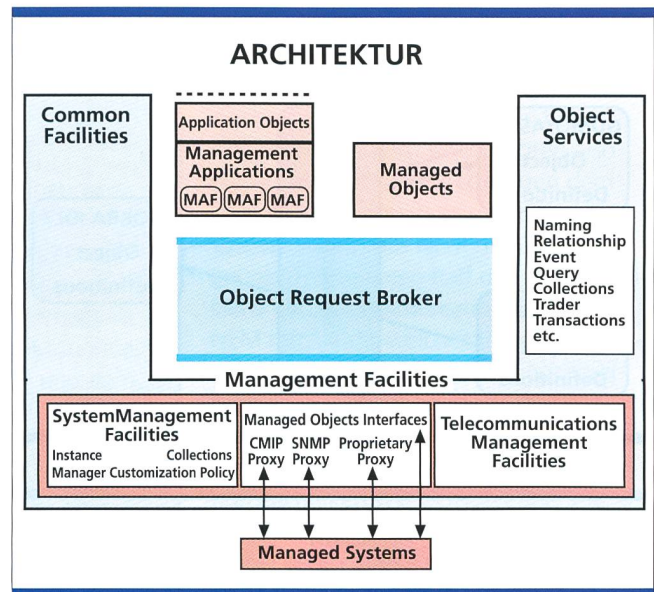 ARCHITEKTUR
Common
Facilities
Application Objects
Management
Applications
MAF MAF MAF
Managed
Objects
Object
Services
Naming
Relationship
Event
Query
Collections
Trader
Transactions
etc.
Object Request Broker
Management Facilities
SystemManagement
Facilities
Instance Collections
Manager Customization Policy
Managed Objects Interfaces
CMIP SNMP Proprietary
Proxy Proxy Proxy
Telecommunications
Management
Facilities
Managed Systems